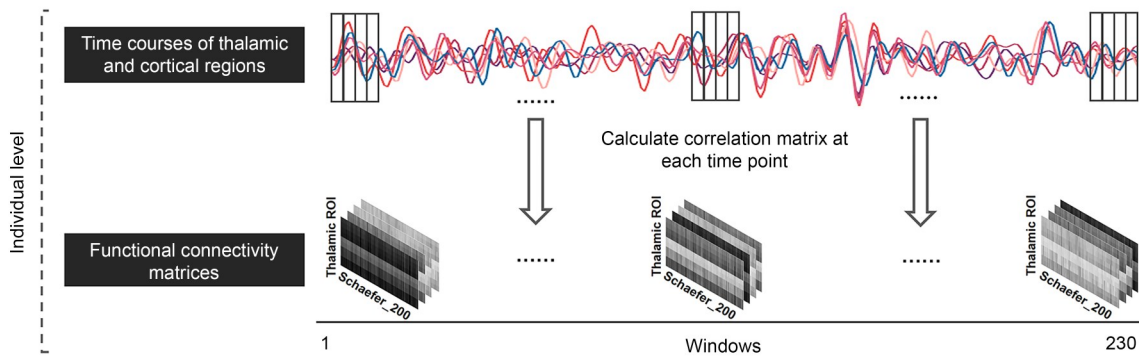 Individual level
Time courses of thalamic
and cortical regions
......
......
Calculate correlation matrix at
each time point
Functional connectivity
matrices
Thalamic ROI
Schaefer_200
......
Thalamic ROI
Schaefer_200
......
Thalamic ROI
Schaefer_200
1
Windows
230